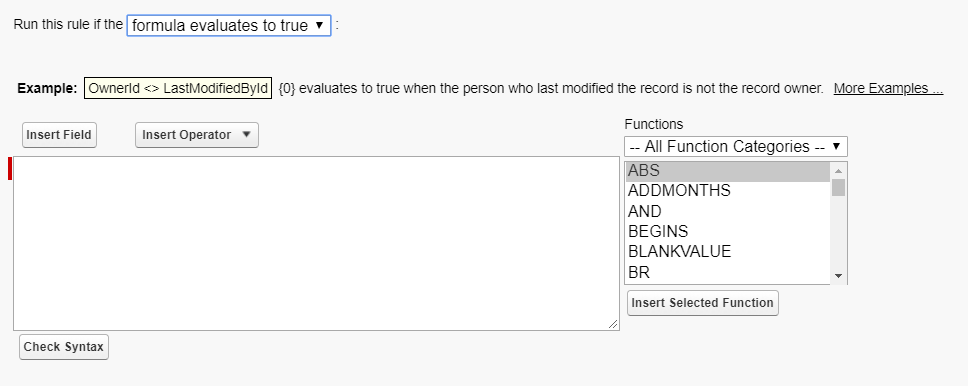 Run this rule if the formula evaluates to true :
Example: OwnerId <> LastModifiedById {0} evaluates to true when the person who last modified the record is not the record owner. More Examples ...
Functions
Insert Field Insert Operator
-- All Function Categories --
ABS
ADDMONTHS
AND
BEGINS
BLANKVALUE
BR
Insert Selected Function
Check Syntax